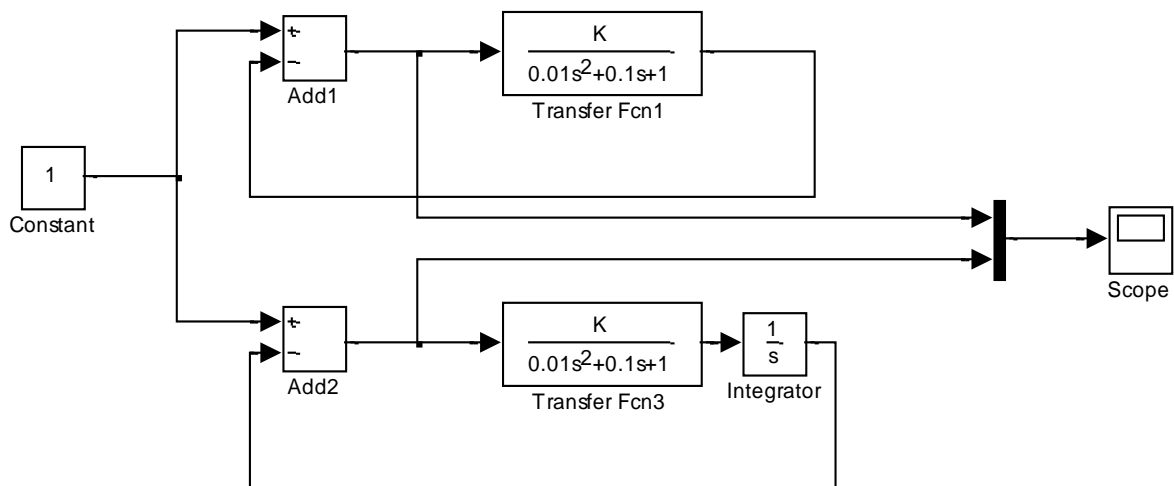 +
−
Add1
K
0.01s²+0.1s+1
Transfer Fcn1
1
Constant
Scope
+
−
Add2
K
0.01s²+0.1s+1
Transfer Fcn3
1
s
Integrator